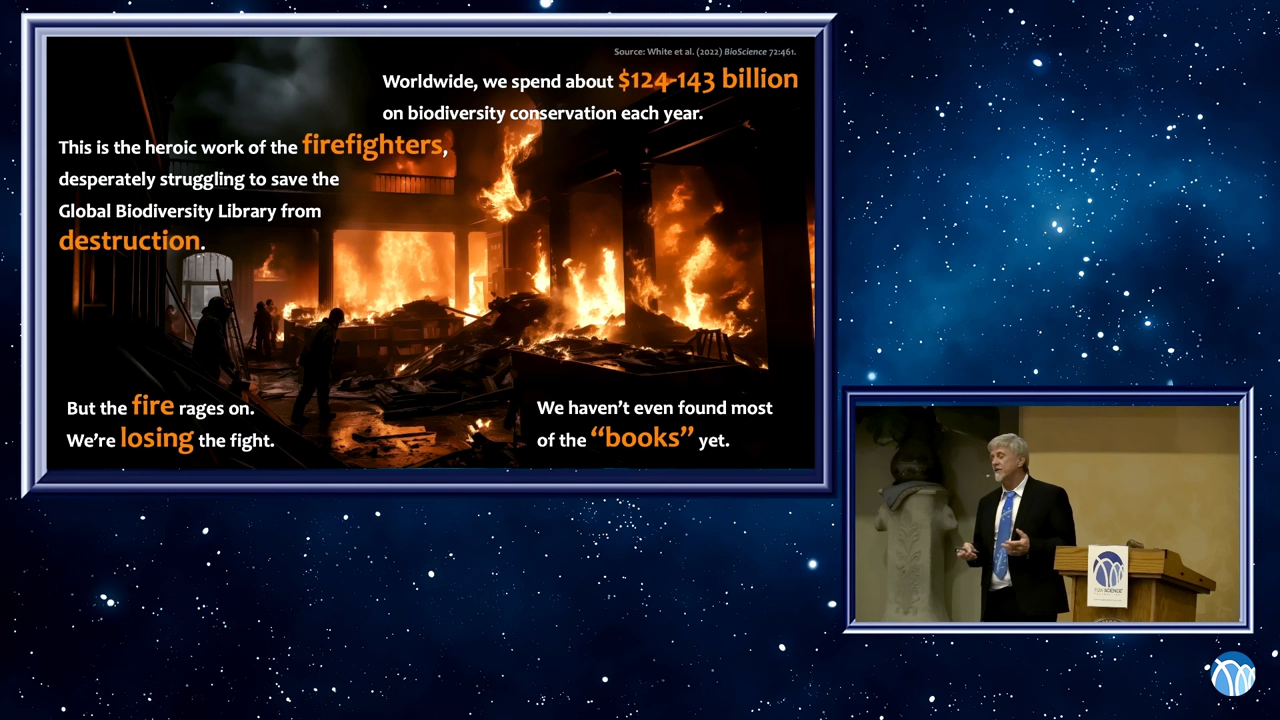 Source: White et al. (2022) BioScience 72:461.
Worldwide, we spend about $124-143 billion
on biodiversity conservation each year.
This is the heroic work of the firefighters,
desperately struggling to save the
Global Biodiversity Library from
destruction.
But the fire rages on.
We’re losing the fight.
We haven’t even found most
of the “books” yet.